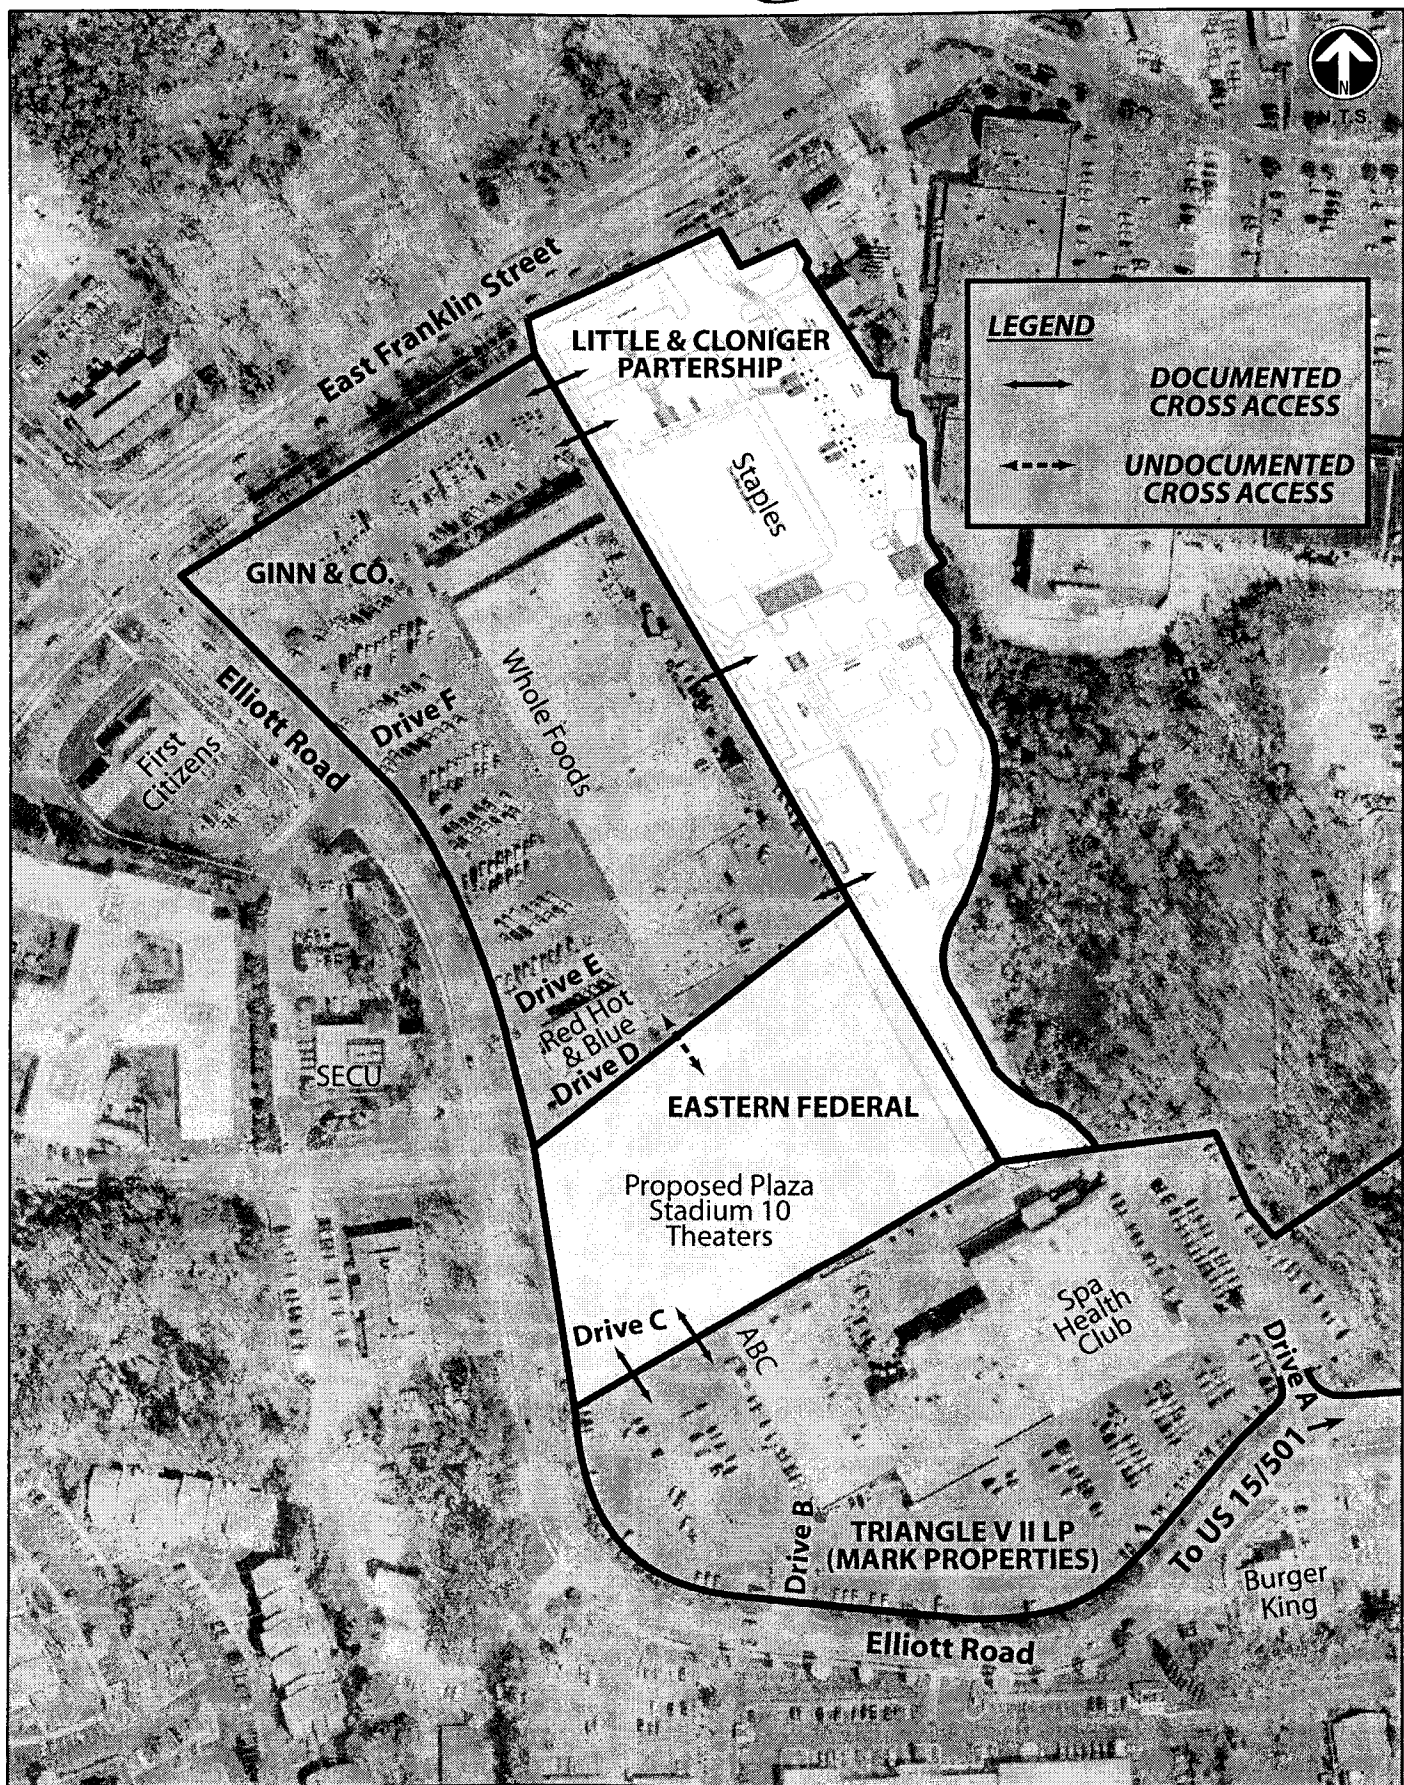 N
N.T.S.
East Franklin Street
LITTLE & CLONIGER
PARTERSHIP
LEGEND
DOCUMENTED
CROSS ACCESS
UNDOCUMENTED
CROSS ACCESS
Staples
GINN & CO.
Whole Foods
Elliott Road
Drive F
First
Citizens
Drive E
Red Hot
& Blue
Drive D
SECU
EASTERN FEDERAL
Proposed Plaza
Stadium 10
Theaters
Drive C
ABC
Spa
Health
Club
Drive A
To US 15/501
Drive B
TRIANGLE V II LP
(MARK PROPERTIES)
Burger
King
Elliott Road